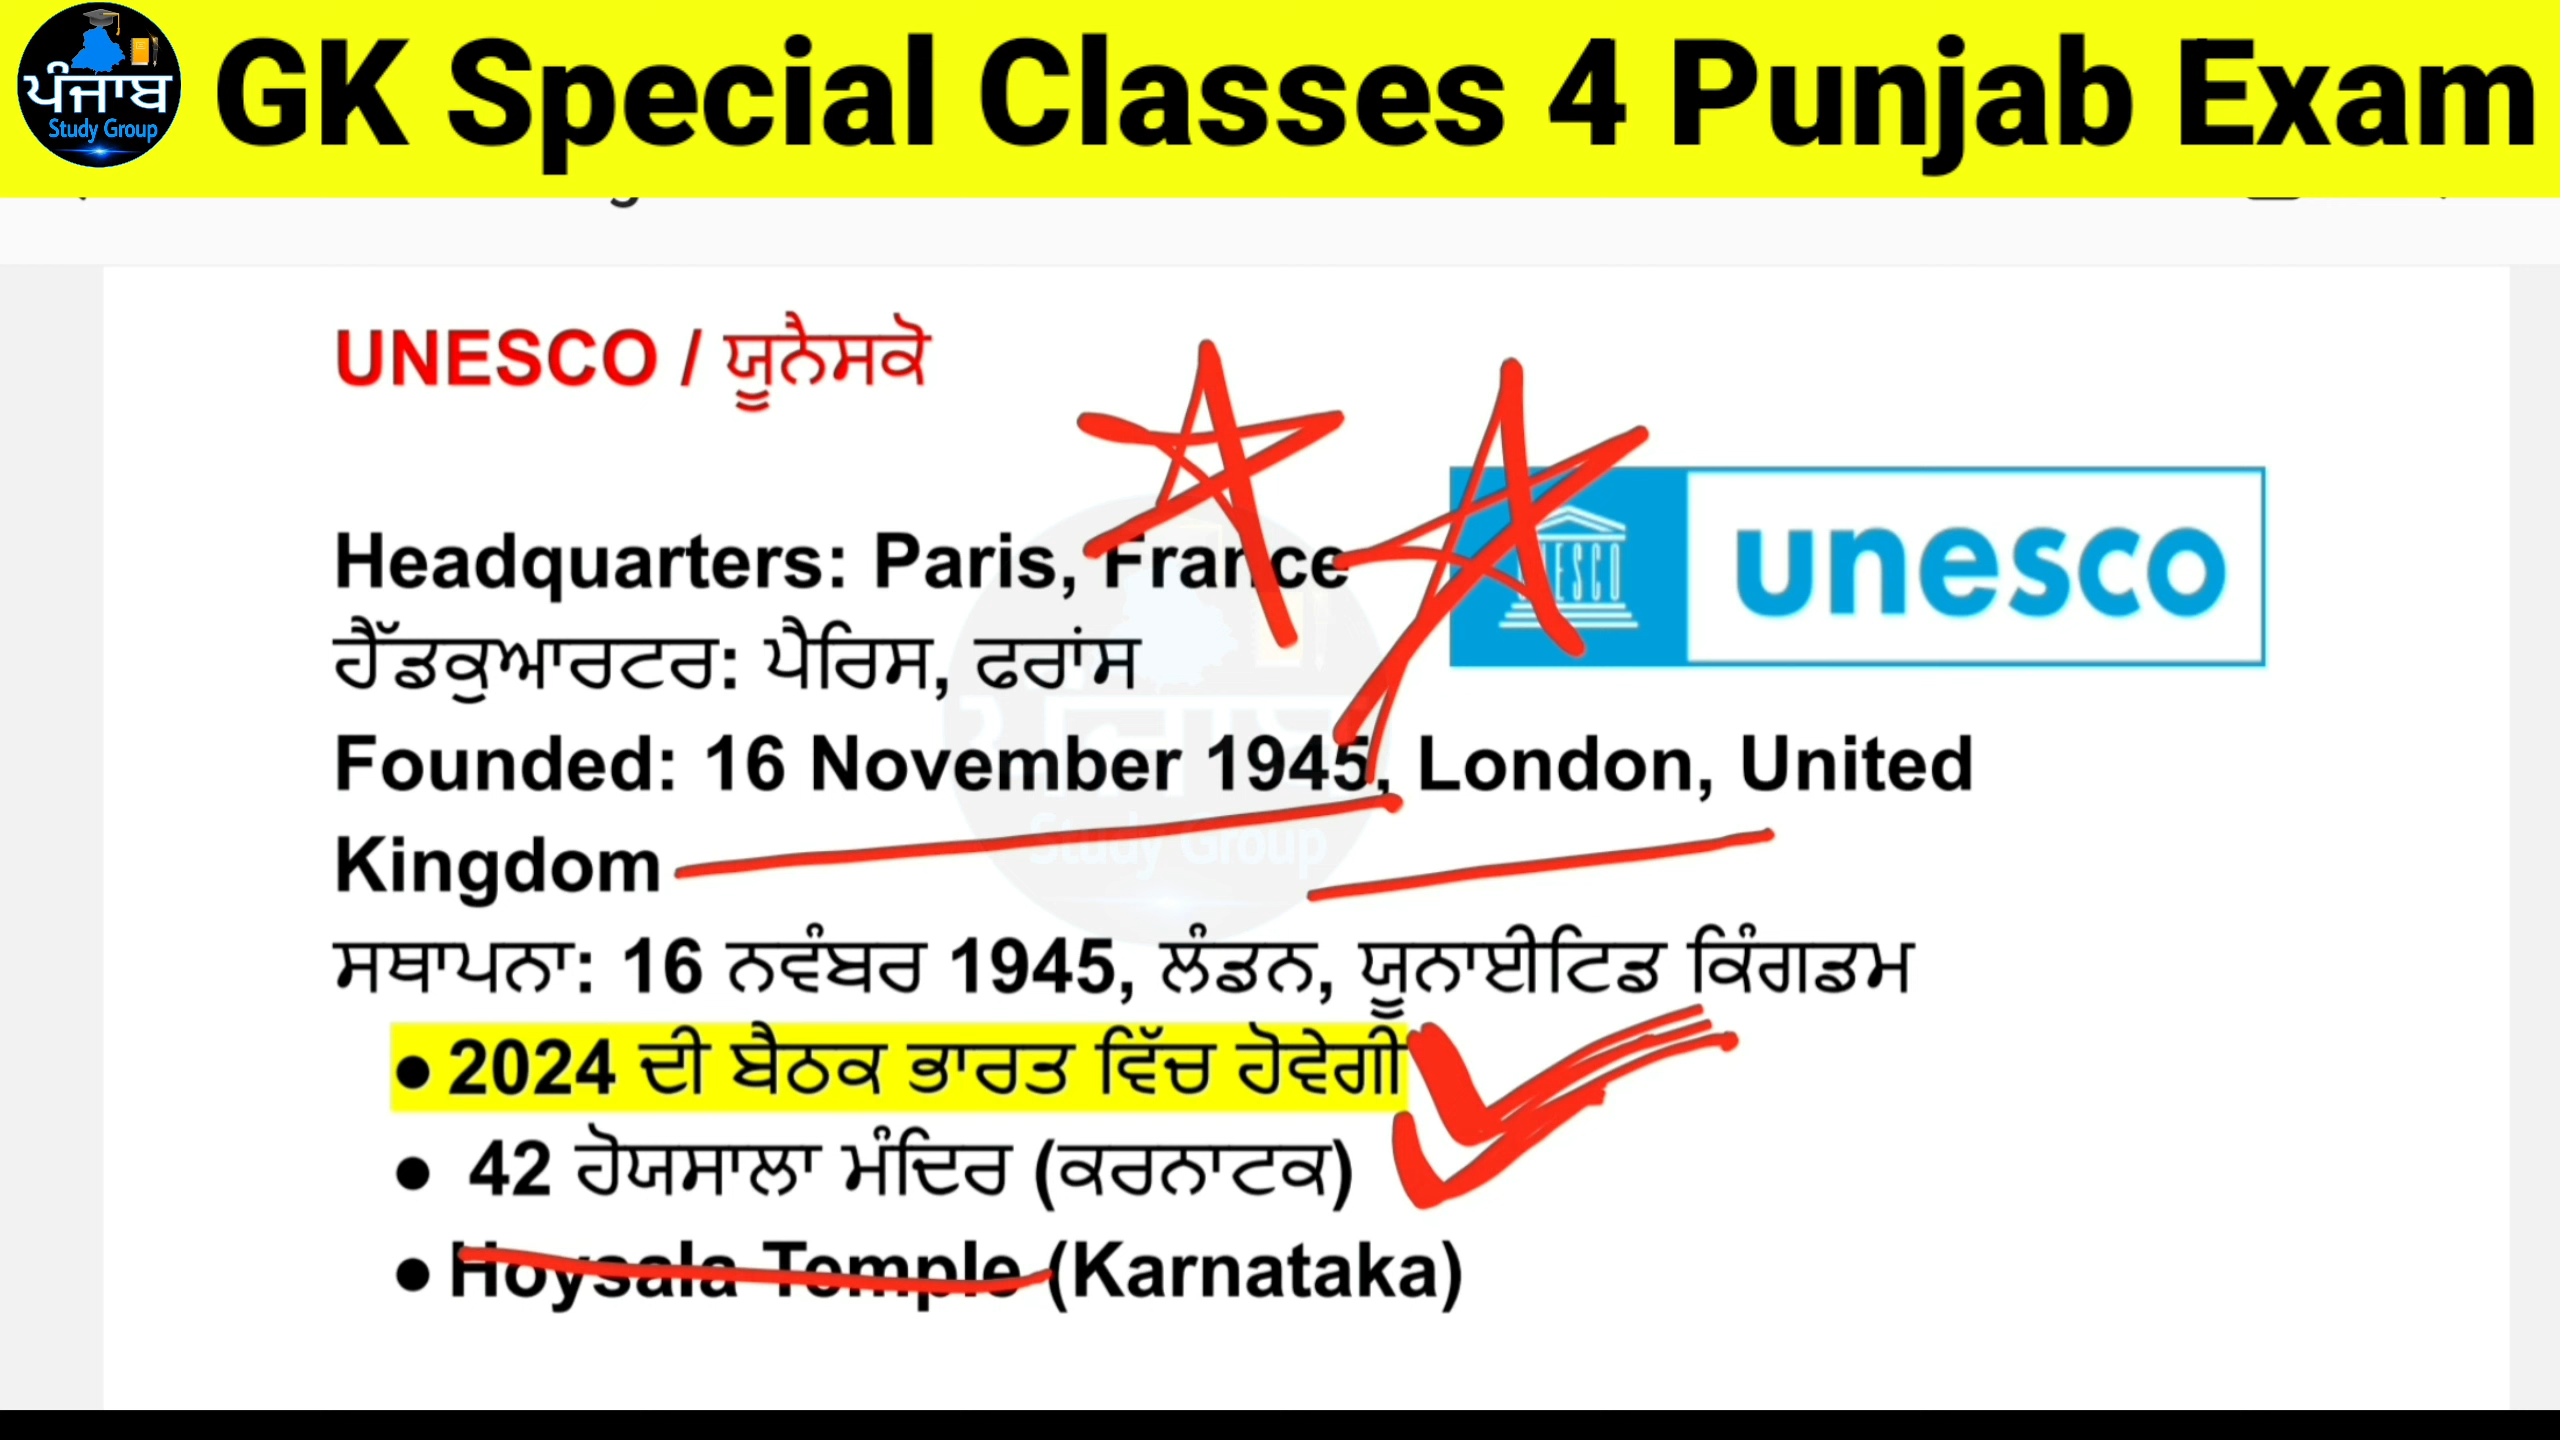 ਪੰਜਾਬ
Study Group
GK Special Classes 4 Punjab Exam
UNESCO / ਯੂਨੈਸਕੋ
Headquarters: Paris, France
unesco
ਹੈੱਡਕੁਆਰਟਰ: ਪੈਰਿਸ, ਫਰਾਂਸ
Founded: 16 November 1945, London, United
Kingdom
Study Group
ਸਥਾਪਨਾ: 16 ਨਵੰਬਰ 1945, ਲੰਡਨ, ਯੂਨਾਈਟਿਡ ਕਿੰਗਡਮ
● 2024 ਦੀ ਬੈਠਕ ਭਾਰਤ ਵਿੱਚ ਹੋਵੇਗੀ
● 42 ਹੋਯਸਾਲਾ ਮੰਦਿਰ (ਕਰਨਾਟਕ)
● Hoysala Temple (Karnataka)